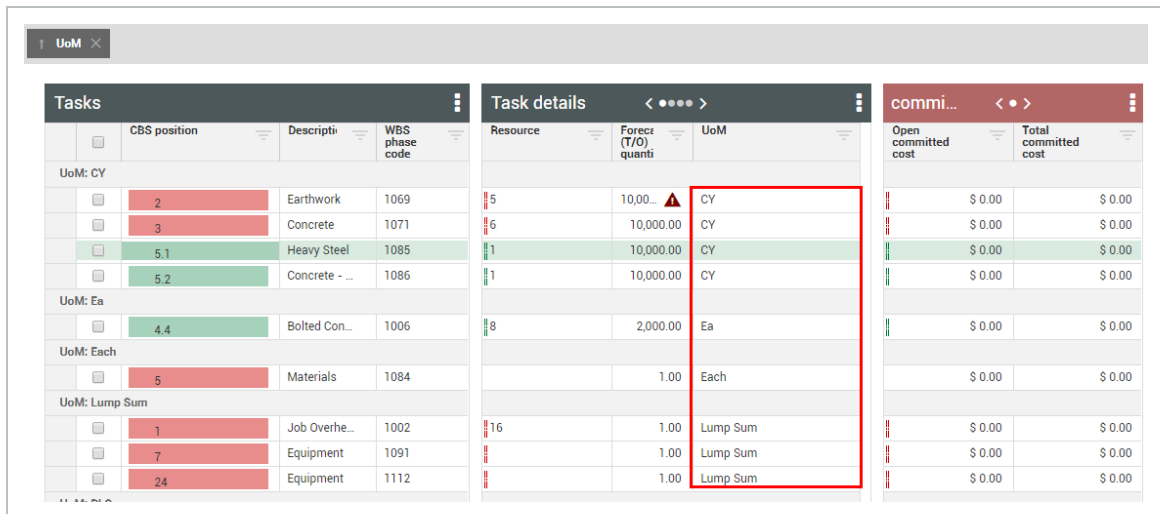 ↑ UoM ×
Tasks Task details commi...
CBS position Descripti WBS phase code Resource Foreca (T/O) quanti UoM Open committed cost Total committed cost
UoM: CY
2 Earthwork 1069 5 10,00... CY $ 0.00 $ 0.00
3 Concrete 1071 6 10,000.00 CY $ 0.00 $ 0.00
5.1 Heavy Steel 1085 1 10,000.00 CY $ 0.00 $ 0.00
5.2 Concrete - ... 1086 1 10,000.00 CY $ 0.00 $ 0.00
UoM: Ea
4.4 Bolted Con... 1006 8 2,000.00 Ea $ 0.00 $ 0.00
UoM: Each
5 Materials 1084 1.00 Each $ 0.00 $ 0.00
UoM: Lump Sum
1 Job Overhe... 1002 16 1.00 Lump Sum $ 0.00 $ 0.00
7 Equipment 1091 1.00 Lump Sum $ 0.00 $ 0.00
24 Equipment 1112 1.00 Lump Sum $ 0.00 $ 0.00